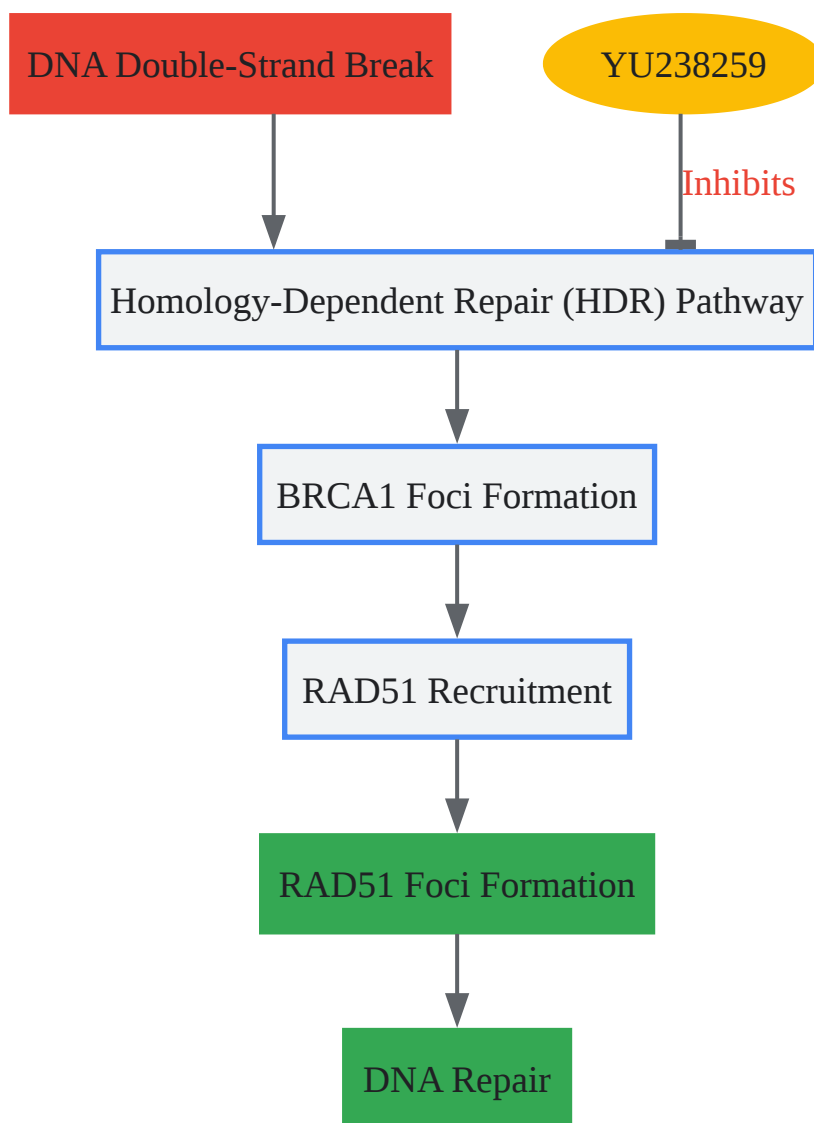 DNA Double-Strand Break
YU238259
Inhibits
Homology-Dependent Repair (HDR) Pathway
BRCA1 Foci Formation
RAD51 Recruitment
RAD51 Foci Formation
DNA Repair